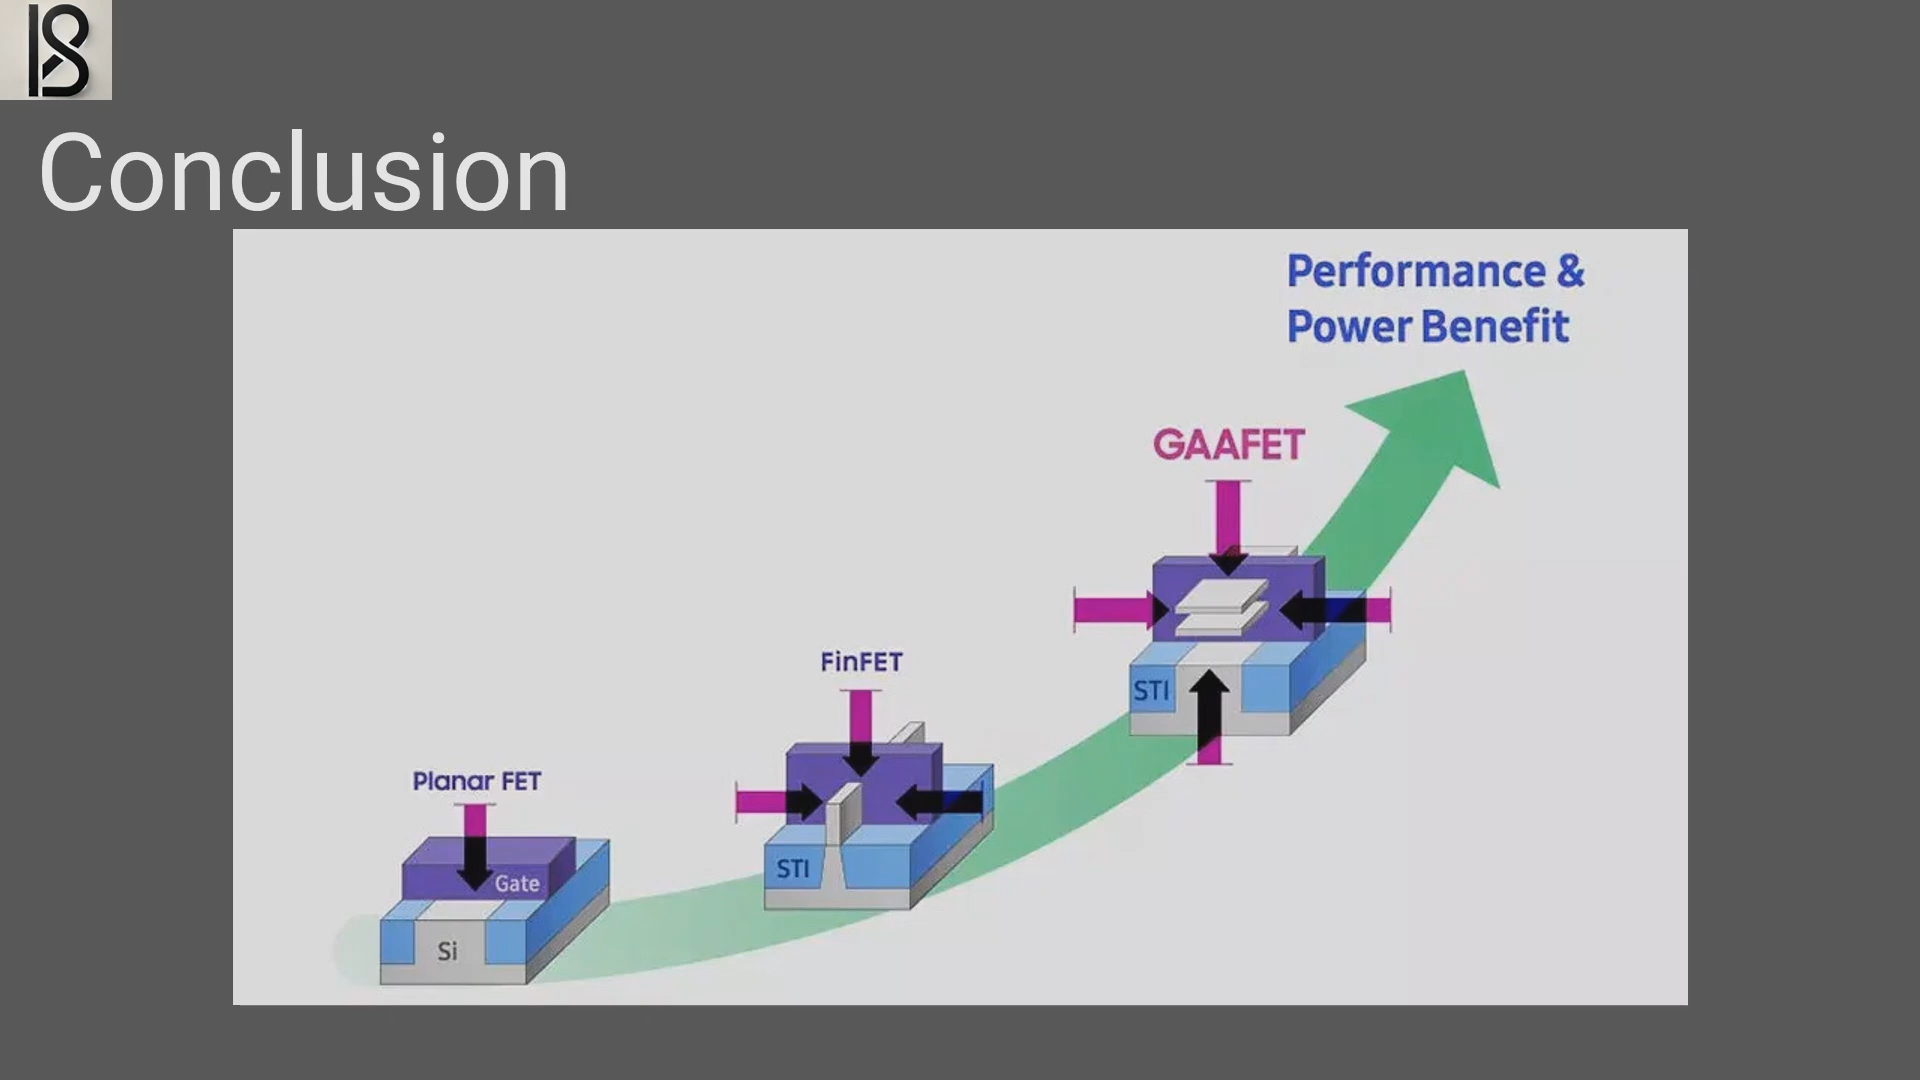 Conclusion
Performance &
Power Benefit
GAAFET
STI
FinFET
STI
Planar FET
Gate
Si